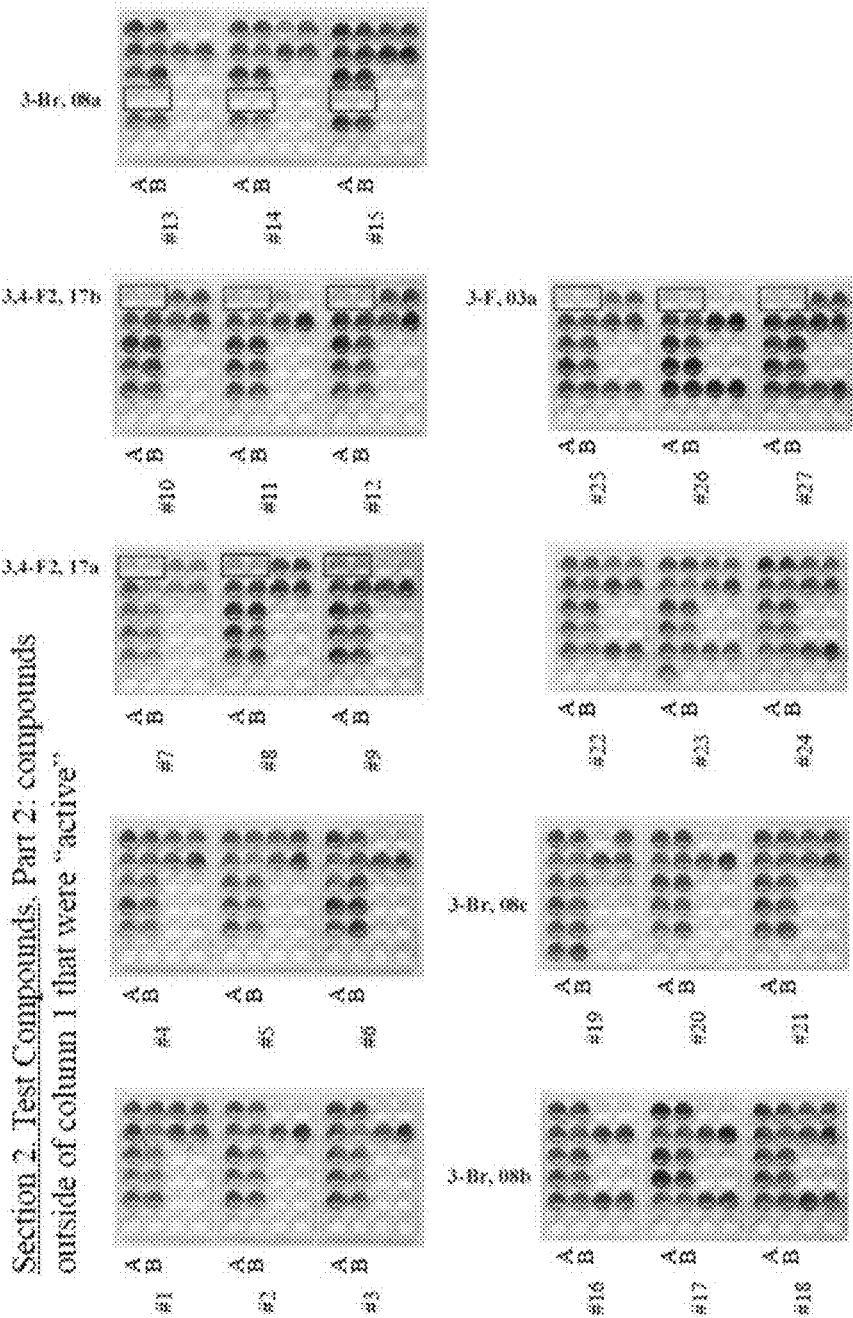 Section 2. Test Compounds. Part 2: compounds
outside of column 1 that were "active"
3,4-F2, 17a
3,4-F2, 17b
3-Br, 08a
A
B
#1
A
B
#2
A
B
#3
A
B
#4
A
B
#5
A
B
#6
A
B
#7
A
B
#8
A
B
#9
A
B
#10
A
B
#11
A
B
#12
A
B
#13
A
B
#14
A
B
#15
3-Br, 08b
3-Br, 08c
3-F, 03a
A
B
#16
A
B
#17
A
B
#18
A
B
#19
A
B
#20
A
B
#21
A
B
#22
A
B
#23
A
B
#24
A
B
#25
A
B
#26
A
B
#27